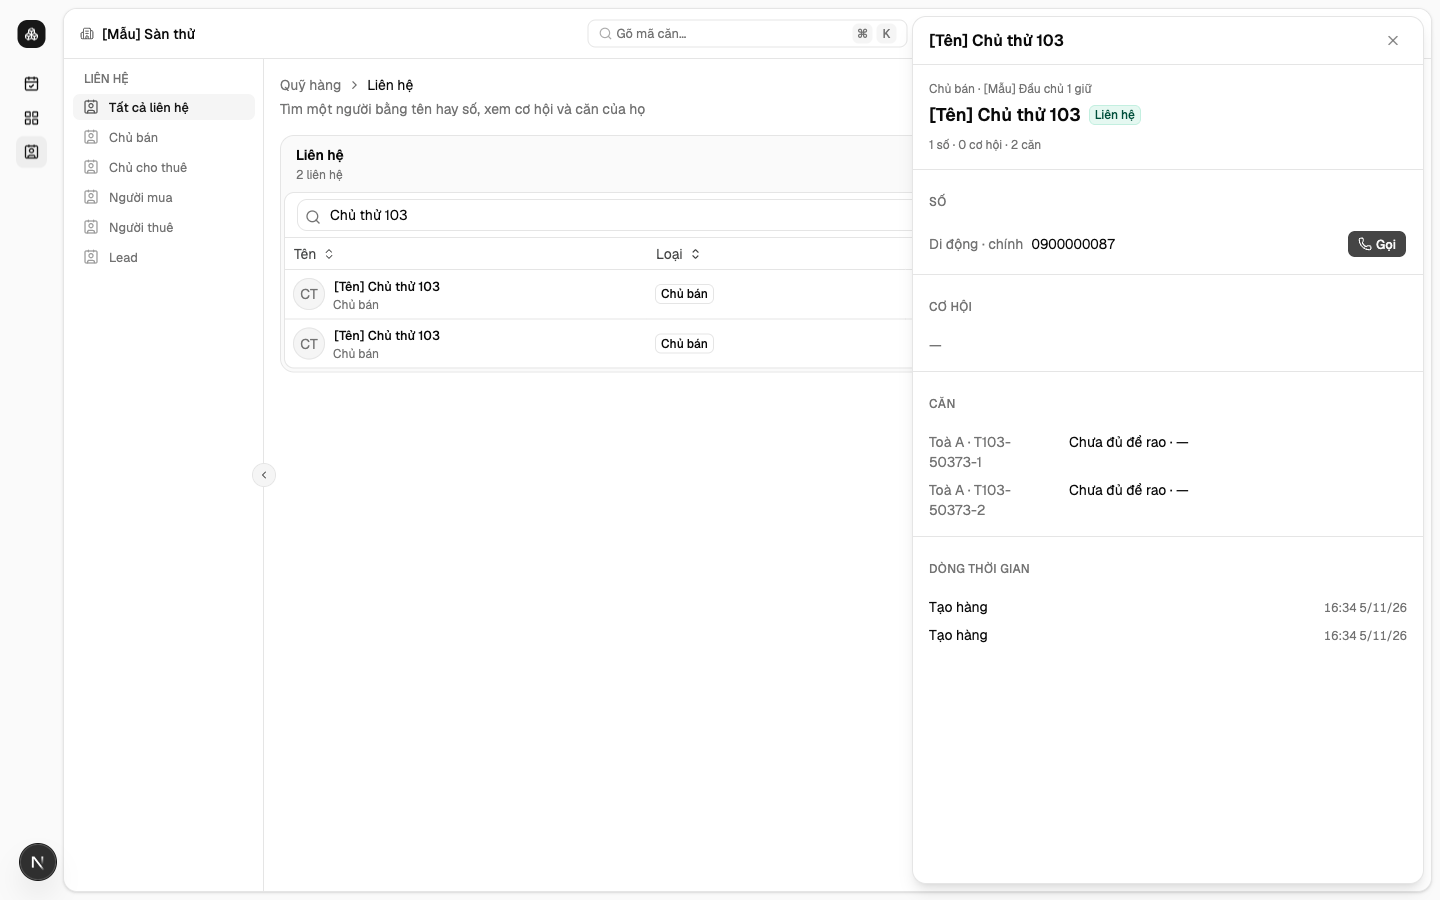 [Mẫu] Sàn thử
Gõ mã căn...
⌘ K
LIÊN HỆ
Tất cả liên hệ
Chủ bán
Chủ cho thuê
Người mua
Người thuê
Lead
Quỹ hàng > Liên hệ
Tìm một người bằng tên hay số, xem cơ hội và căn của họ
Liên hệ
2 liên hệ
Chủ thử 103
Tên
Loại
CT
[Tên] Chủ thử 103
Chủ bán
Chủ bán
CT
[Tên] Chủ thử 103
Chủ bán
Chủ bán
[Tên] Chủ thử 103
Chủ bán · [Mẫu] Đầu chủ 1 giữ
[Tên] Chủ thử 103 Liên hệ
1 số · 0 cơ hội · 2 căn
SỐ
Di động · chính 0900000087
Gọi
CƠ HỘI
—
CĂN
Toà A · T103-
50373-1
Chưa đủ để rao · —
Toà A · T103-
50373-2
Chưa đủ để rao · —
DÒNG THỜI GIAN
Tạo hàng 16:34 5/11/26
Tạo hàng 16:34 5/11/26
N